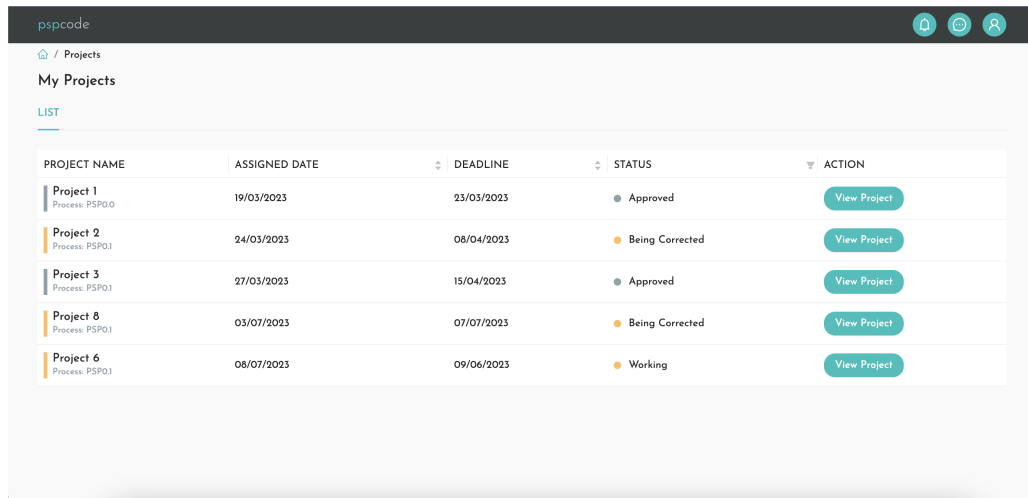 pspcode
/ Projects
My Projects
LIST
PROJECT NAME ASSIGNED DATE DEADLINE STATUS ACTION
Project 1
Process: PSP0.0
19/03/2023 23/03/2023 Approved View Project
Project 2
Process: PSP0.1
24/03/2023 08/04/2023 Being Corrected View Project
Project 3
Process: PSP0.1
27/03/2023 15/04/2023 Approved View Project
Project 8
Process: PSP0.1
03/07/2023 07/07/2023 Being Corrected View Project
Project 6
Process: PSP0.1
08/07/2023 09/06/2023 Working View Project